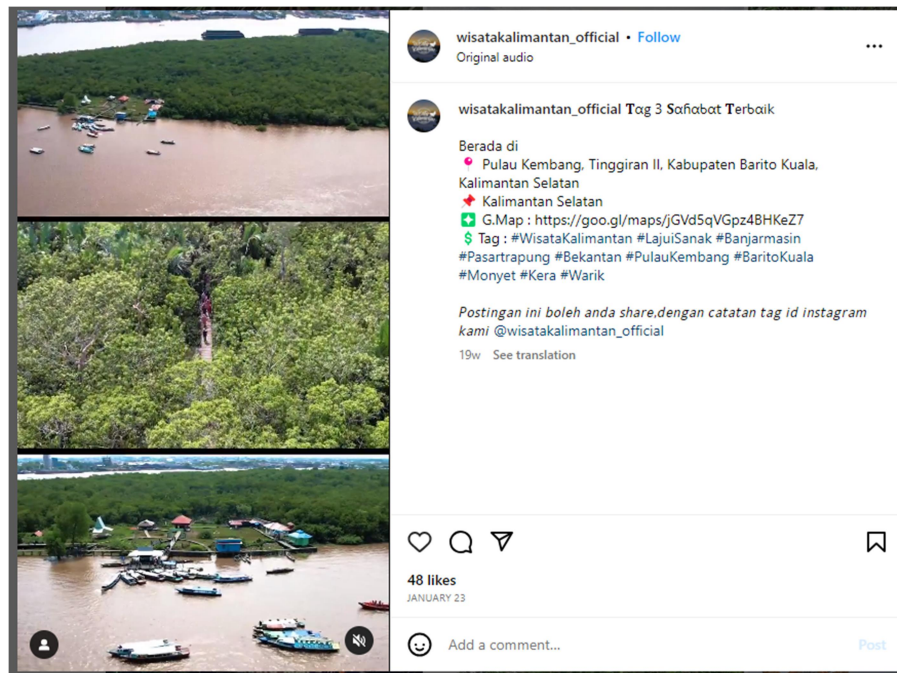 wisatakalimantan_official • Follow
Original audio
wisatakalimantan_official 𝐓αg 3 𝐒αɦαbαt 𝐓erbαik
Berada di
📍 Pulau Kembang, Tinggiran II, Kabupaten Barito Kuala,
Kalimantan Selatan
📌 Kalimantan Selatan
G.Map : https://goo.gl/maps/jGVd5qVGpz4BHKeZ7
💲 Tag : #WisataKalimantan #LajuiSanak #Banjarmasin
#Pasartrapung #Bekantan #PulauKembang #BaritoKuala
#Monyet #Kera #Warik
Postingan ini boleh anda share,dengan catatan tag id instagram
kami @wisatakalimantan_official
19w See translation
48 likes
JANUARY 23
Add a comment...
Post